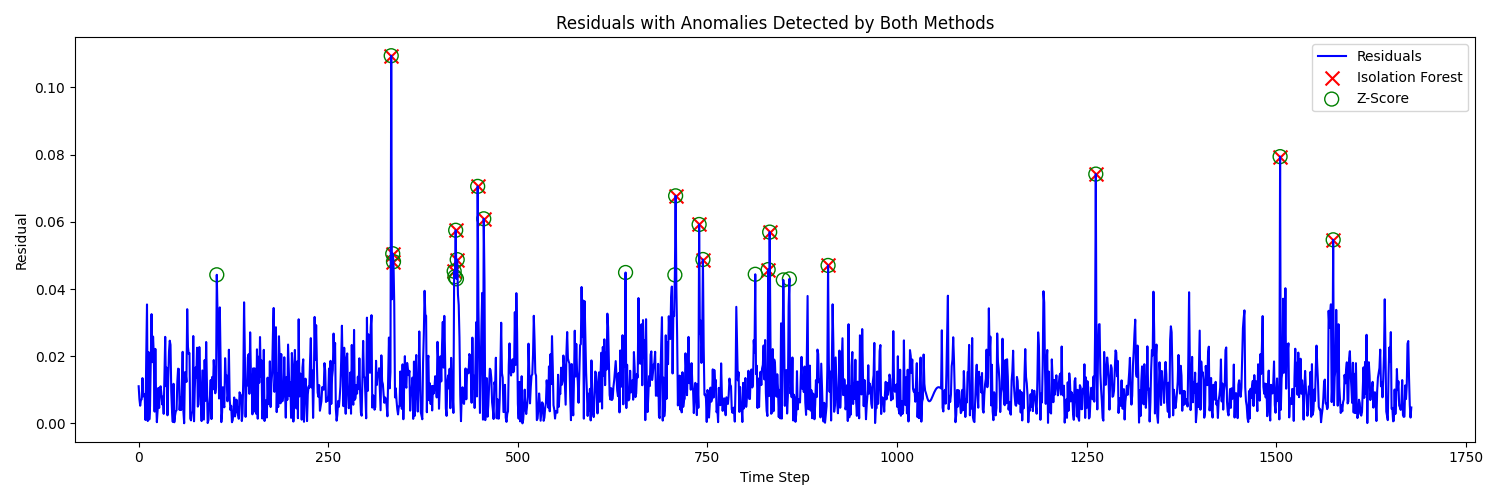 Residuals with Anomalies Detected by Both Methods
Residuals
Isolation Forest
Z-Score
Residual
0.10
0.08
0.06
0.04
0.02
0.00
0 250 500 750 1000 1250 1500 1750
Time Step